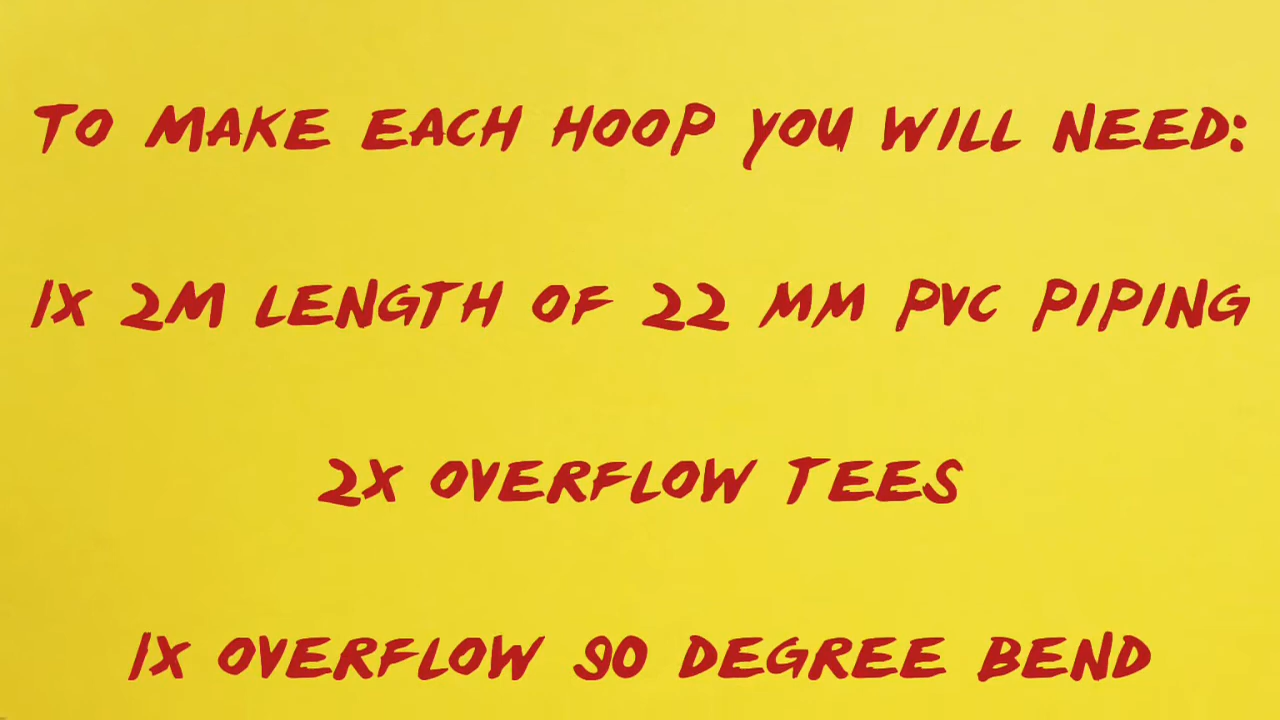 TO MAKE EACH HOOP YOU WILL NEED:
1X 2M LENGTH OF 22 MM PVC PIPING
2X OVERFLOW TEES
1X OVERFLOW 90 DEGREE BEND